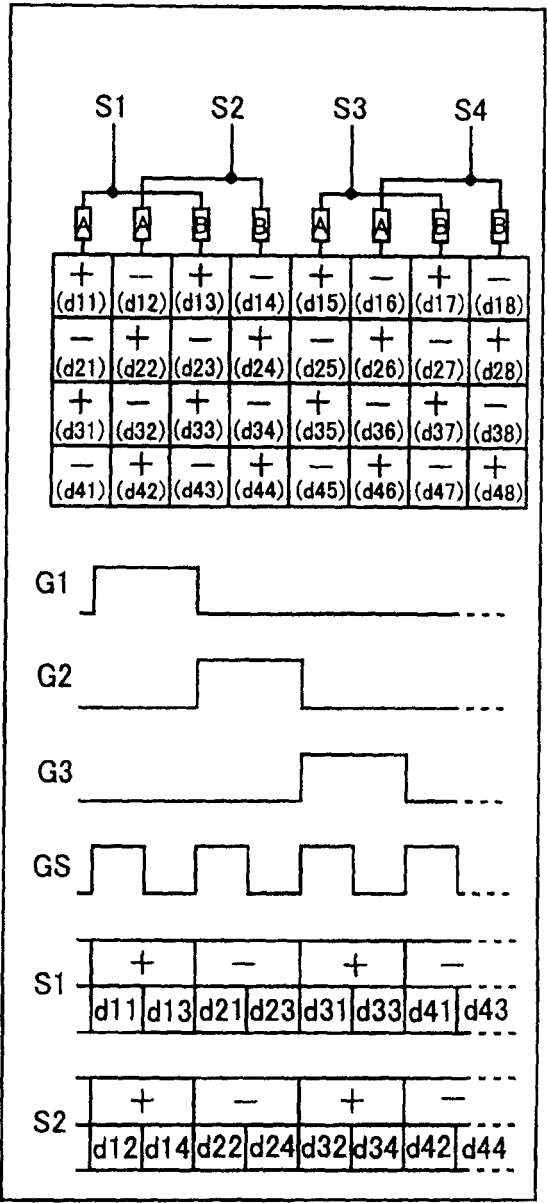 S1 S2 S3 S4
A A B B A A B B
+ − + − + − + −
(d11) (d12) (d13) (d14) (d15) (d16) (d17) (d18)
− + − + − + − +
(d21) (d22) (d23) (d24) (d25) (d26) (d27) (d28)
+ − + − + − + −
(d31) (d32) (d33) (d34) (d35) (d36) (d37) (d38)
− + − + − + − +
(d41) (d42) (d43) (d44) (d45) (d46) (d47) (d48)
G1
G2
G3
GS
+ − + −
S1
d11 d13 d21 d23 d31 d33 d41 d43
+ − + −
S2
d12 d14 d22 d24 d32 d34 d42 d44